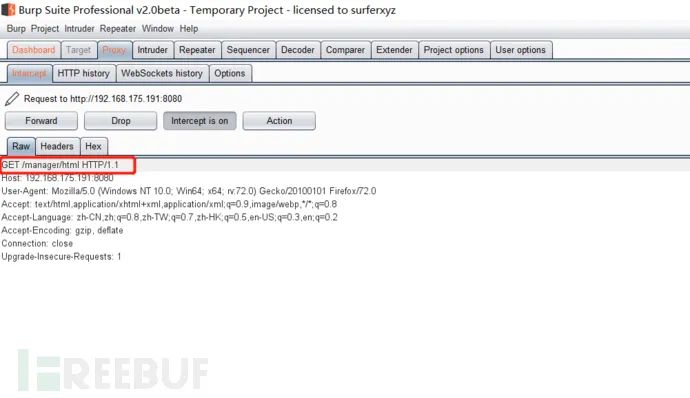 Burp Suite Professional v2.0beta - Temporary Project - licensed to surferxyz
Burp Project Intruder Repeater Window Help
Dashboard Target Proxy Intruder Repeater Sequencer Decoder Comparer Extender Project options User options
Intercept HTTP history WebSockets history Options
Request to http://192.168.175.191:8080
Forward Drop Intercept is on Action
Raw Headers Hex
GET /manager/html HTTP/1.1
Host: 192.168.175.191:8080
User-Agent: Mozilla/5.0 (Windows NT 10.0; Win64; x64; rv:72.0) Gecko/20100101 Firefox/72.0
Accept: text/html,application/xhtml+xml,application/xml;q=0.9,image/webp,*/*;q=0.8
Accept-Language: zh-CN,zh;q=0.8,zh-TW;q=0.7,zh-HK;q=0.5,en-US;q=0.3,en;q=0.2
Accept-Encoding: gzip, deflate
Connection: close
Upgrade-Insecure-Requests: 1
FREEBUF